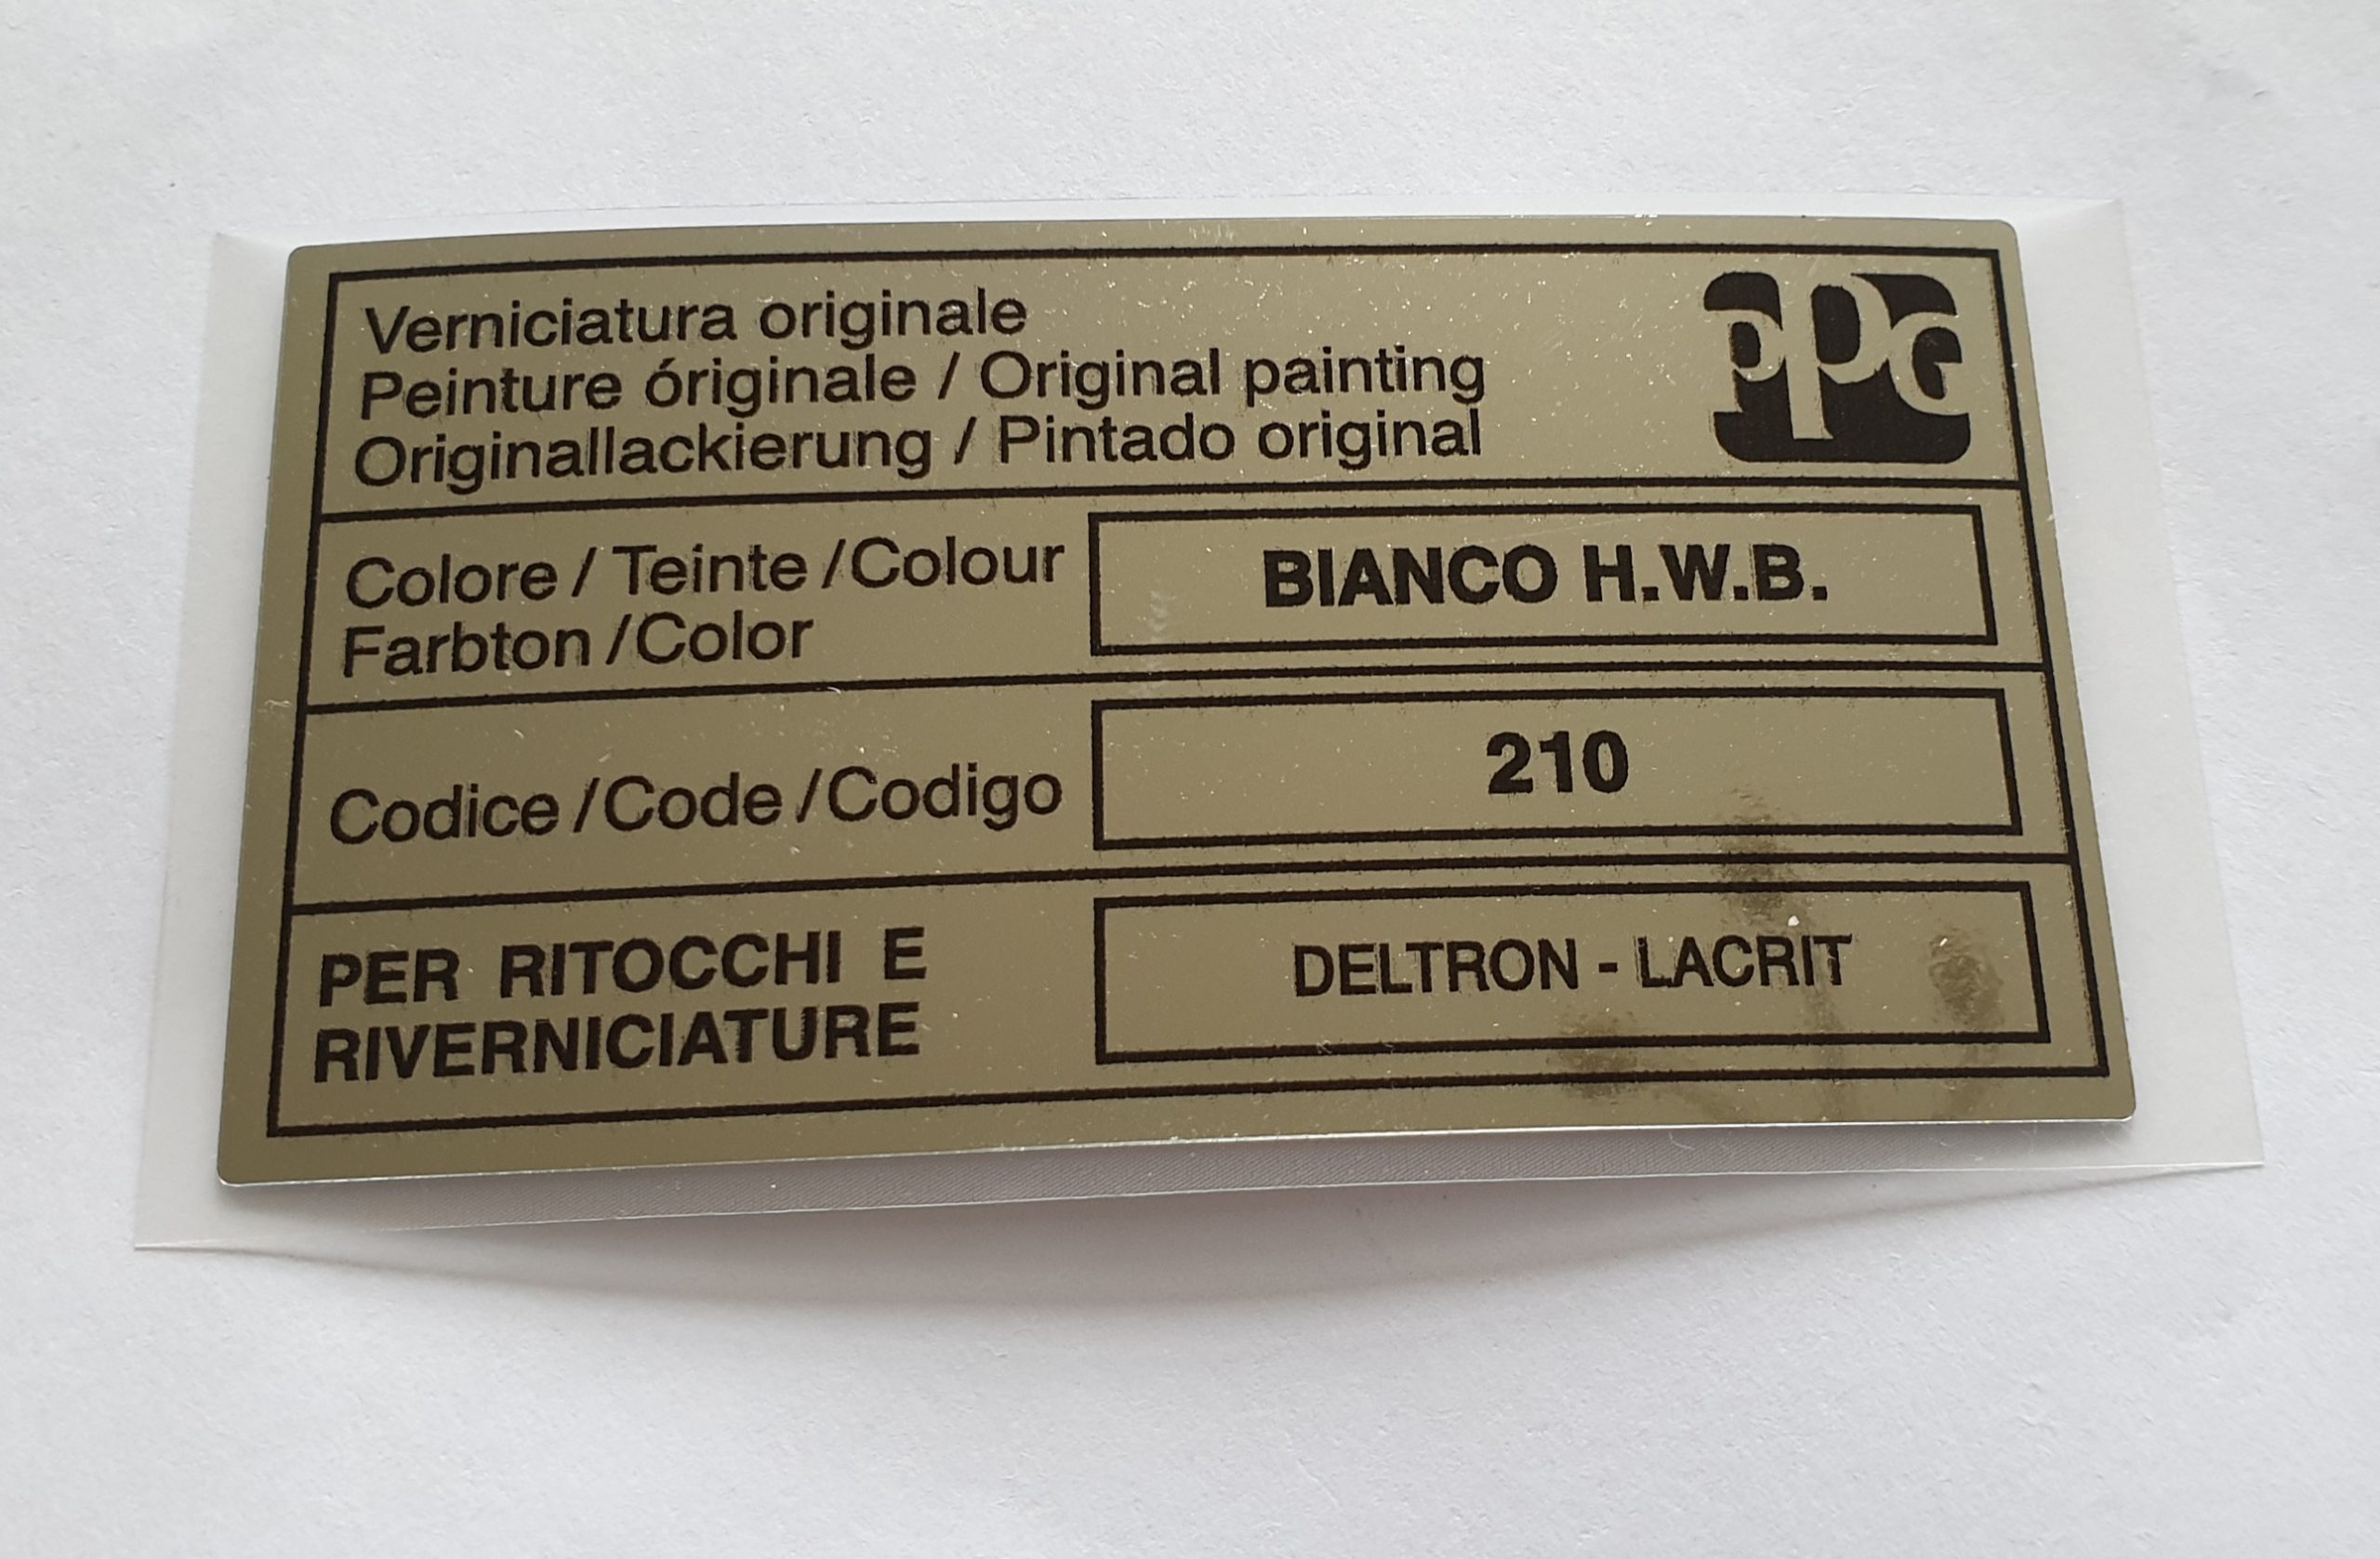 Verniciatura originale
Peinture óriginale / Original painting
Originallackierung / Pintado original
ppg
Colore / Teinte / Colour
Farbton / Color
BIANCO H.W.B.
Codice / Code / Codigo
210
PER RITOCCHI E
RIVERNICIATURE
DELTRON - LACRIT